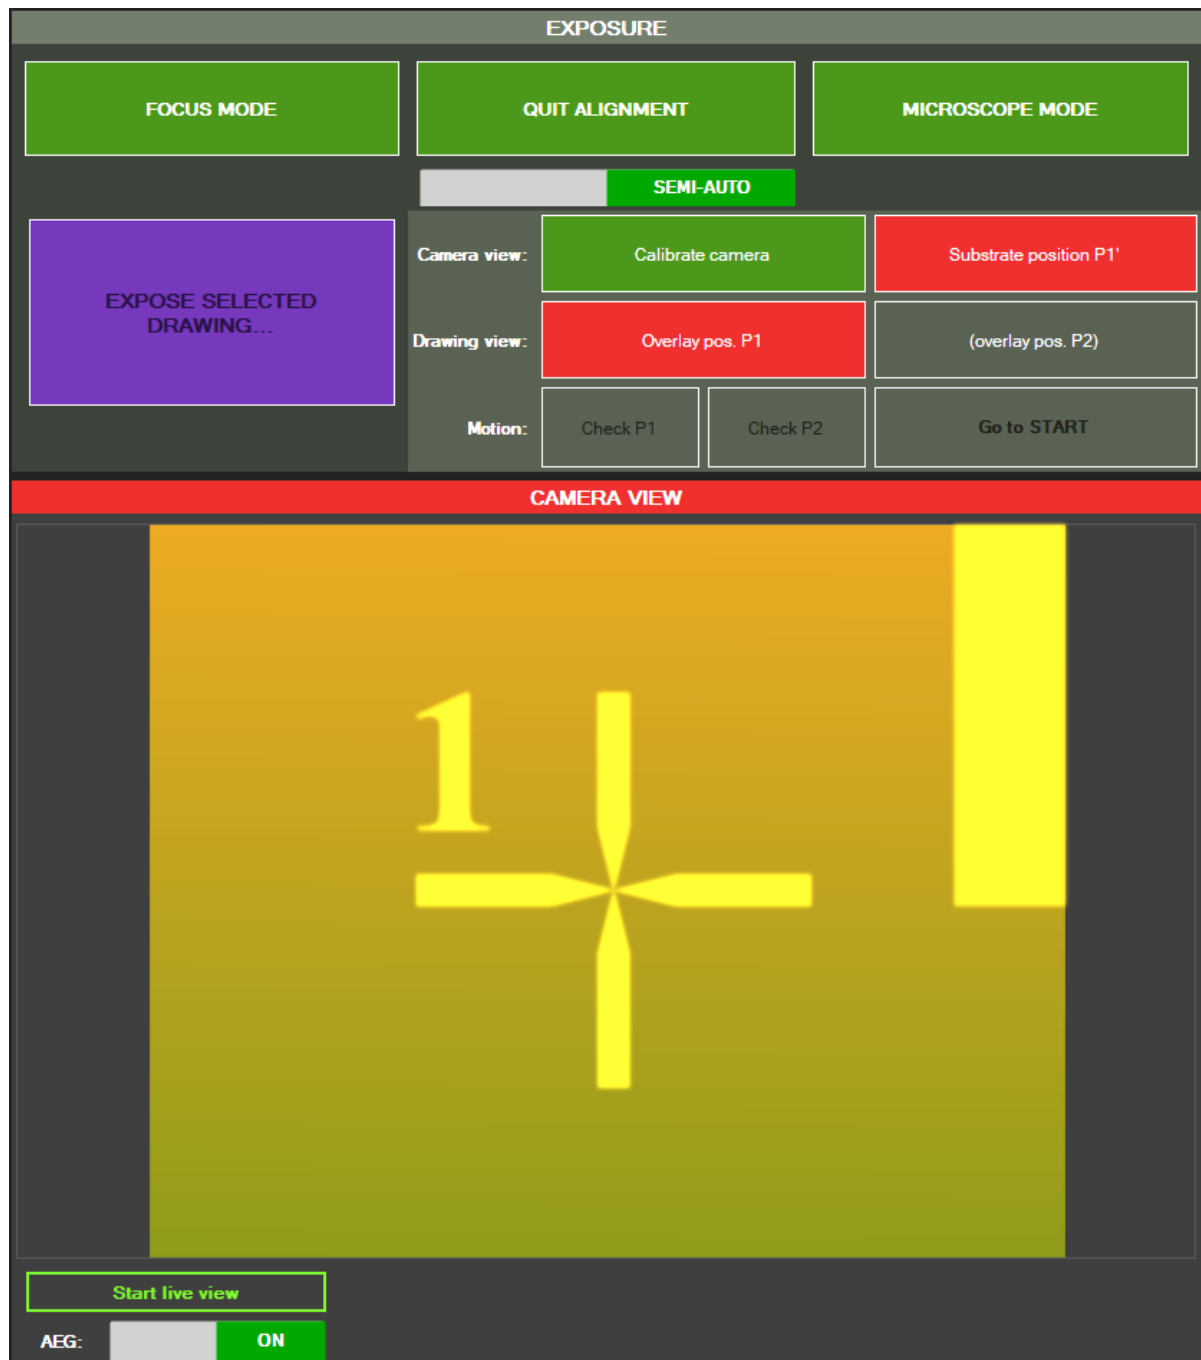 EXPOSURE
FOCUS MODE
QUIT ALIGNMENT
MICROSCOPE MODE
SEMI-AUTO
EXPOSE SELECTED
DRAWING...
Camera view:
Calibrate camera
Substrate position P1'
Drawing view:
Overlay pos. P1
(overlay pos. P2)
Motion:
Check P1
Check P2
Go to START
CAMERA VIEW
1
Start live view
AEG:
ON